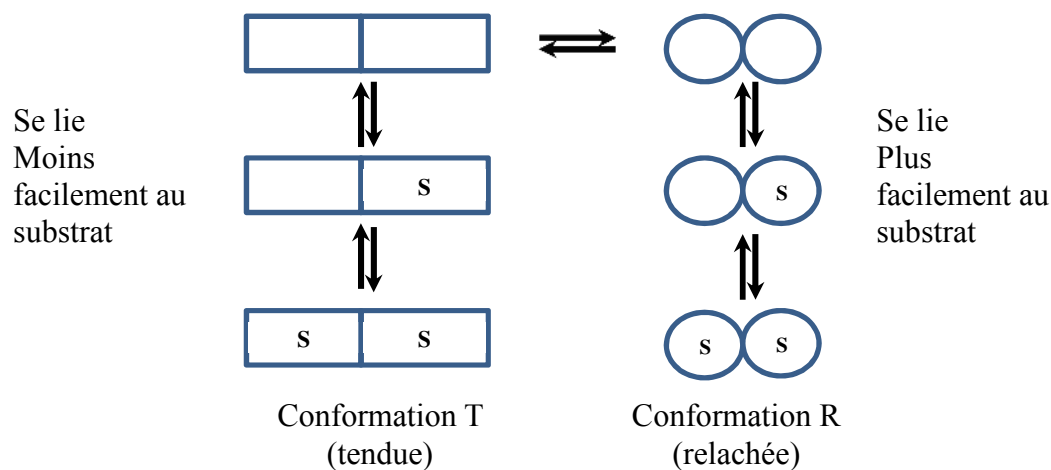 Se lie
Moins
facilement au
substrat
S
S S
Conformation T
(tendue)
Se lie
Plus
facilement au
substrat
S
S S
Conformation R
(relachée)